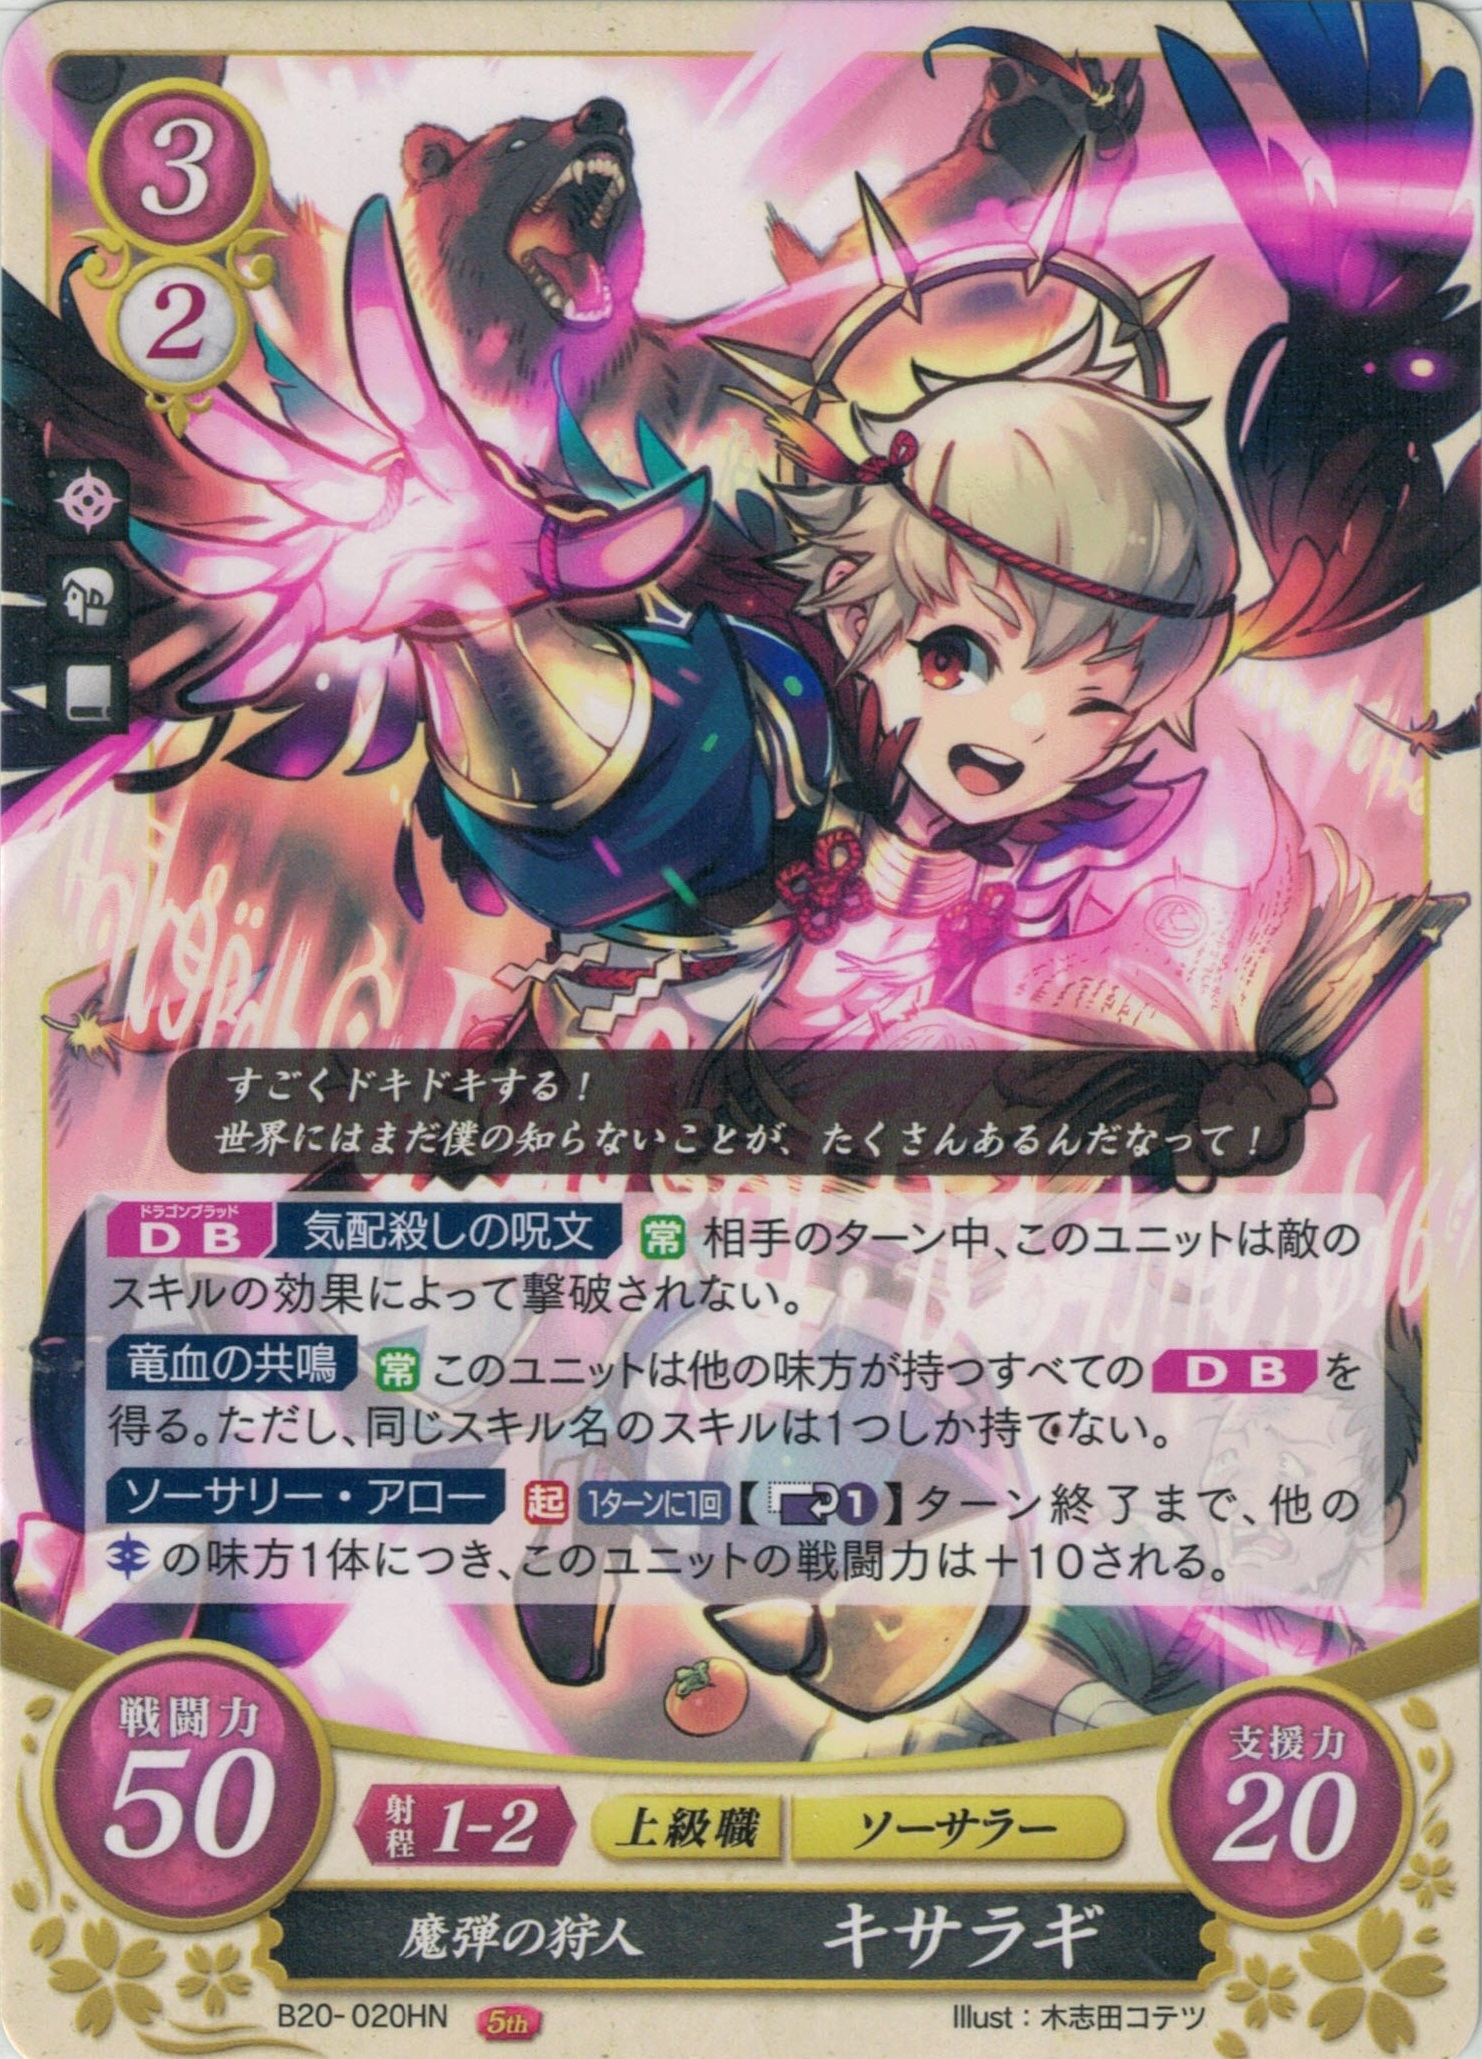 3
2
すごくドキドキする！
世界にはまだ僕の知らないことが、たくさんあるんだなって！
ドラゴンブラッド
DB 気配殺しの呪文 常 相手のターン中、このユニットは敵の
スキルの効果によって撃破されない。
竜血の共鳴 常 このユニットは他の味方が持つすべての DB を
得る。ただし、同じスキル名のスキルは1つしか持てない。
ソーサリー・アロー 起 1ターンに1回【1】ターン終了まで、他の
の味方1体につき、このユニットの戦闘力は＋10される。
戦闘力
50
射程 1-2
上級職
ソーサラー
支援力
20
魔弾の狩人 キサラギ
B20-020HN 5th
Illust：木志田コテツ